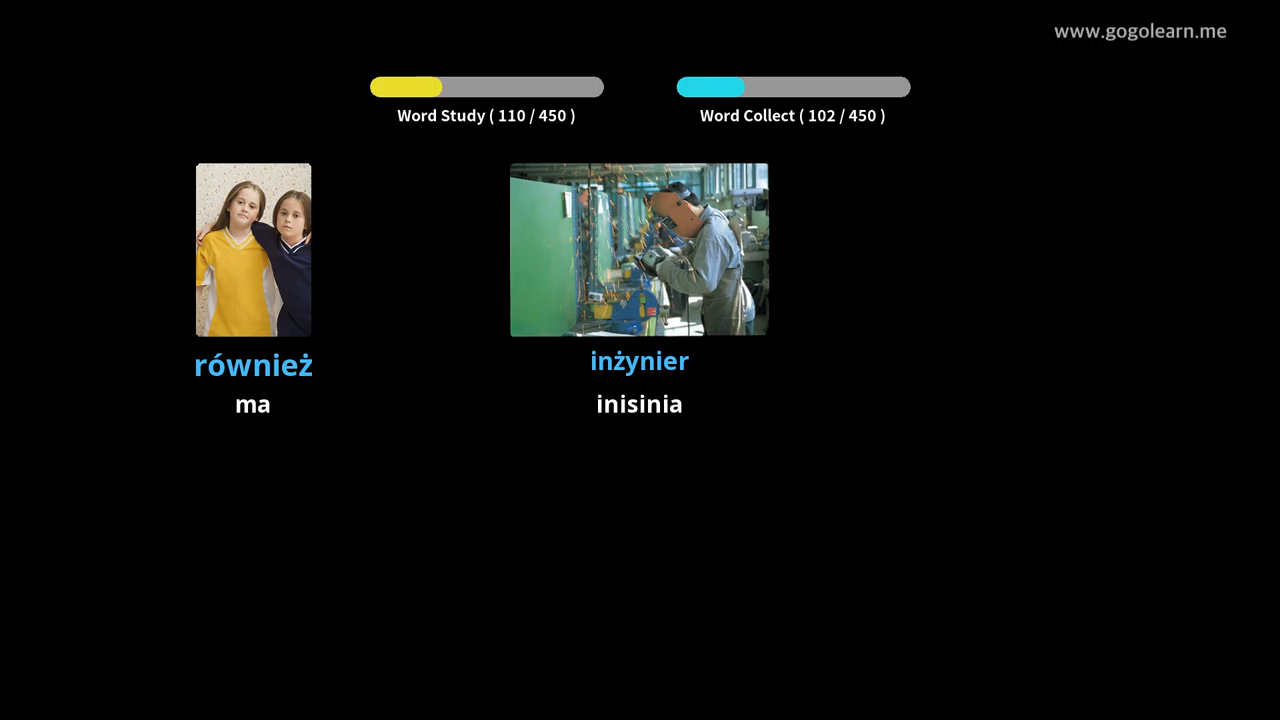 www.gogolearn.me
Word Study ( 110 / 450 )
Word Collect ( 102 / 450 )
również
ma
inżynier
inisinia